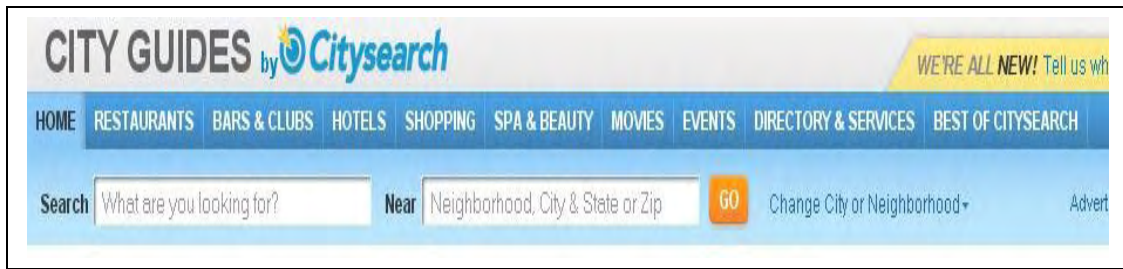 CITY GUIDES by Citysearch
WE'RE ALL NEW! Tell us
HOME RESTAURANTS BARS & CLUBS HOTELS SHOPPING SPA & BEAUTY MOVIES EVENTS DIRECTORY & SERVICES BEST OF CITYSEARCH
Search What are you looking for? Near Neighborhood, City & State or Zip GO Change City or Neighborhood